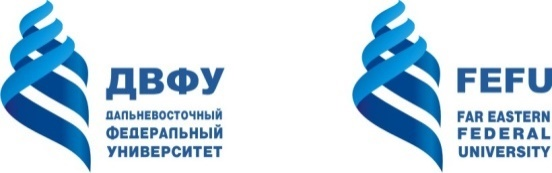 ДВФУ
ДАЛЬНЕВОСТОЧНЫЙ
ФЕДЕРАЛЬНЫЙ
УНИВЕРСИТЕТ
FEFU
FAR EASTERN
FEDERAL
UNIVERSITY